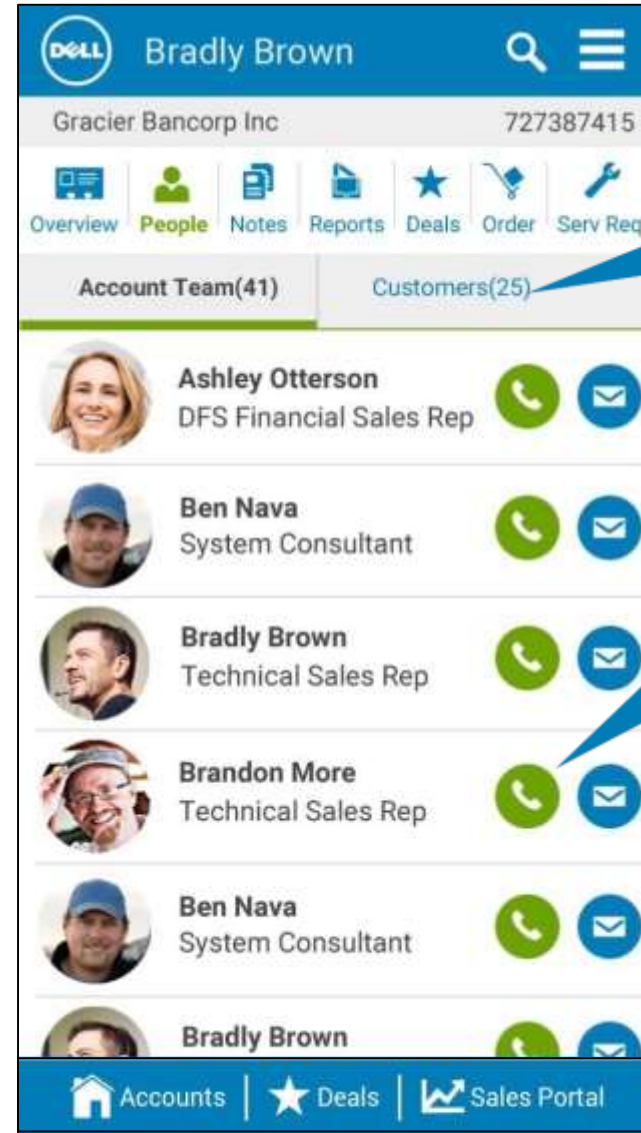 DELL Bradly Brown
Gracier Bancorp Inc 727387415
Overview People Notes Reports Deals Order Serv Req
Account Team(41) Customers(25)
Ashley Otterson
DFS Financial Sales Rep
Ben Nava
System Consultant
Bradly Brown
Technical Sales Rep
Brandon More
Technical Sales Rep
Ben Nava
System Consultant
Bradly Brown
Accounts Deals Sales Portal